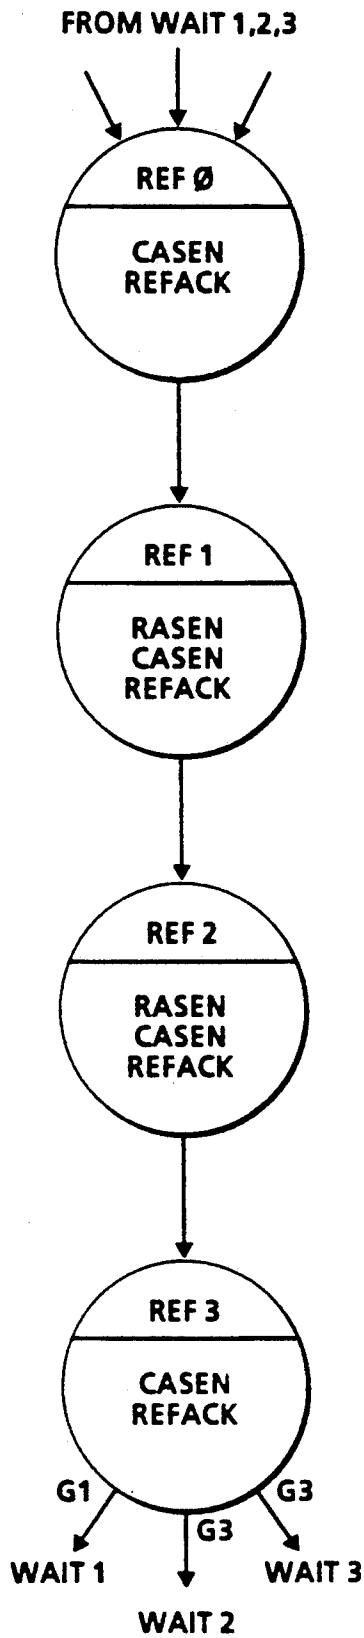 FROM WAIT 1,2,3
REF Ø
CASEN
REFACK
REF 1
RASEN
CASEN
REFACK
REF 2
RASEN
CASEN
REFACK
REF 3
CASEN
REFACK
G1
G3
G3
WAIT 1
WAIT 3
WAIT 2